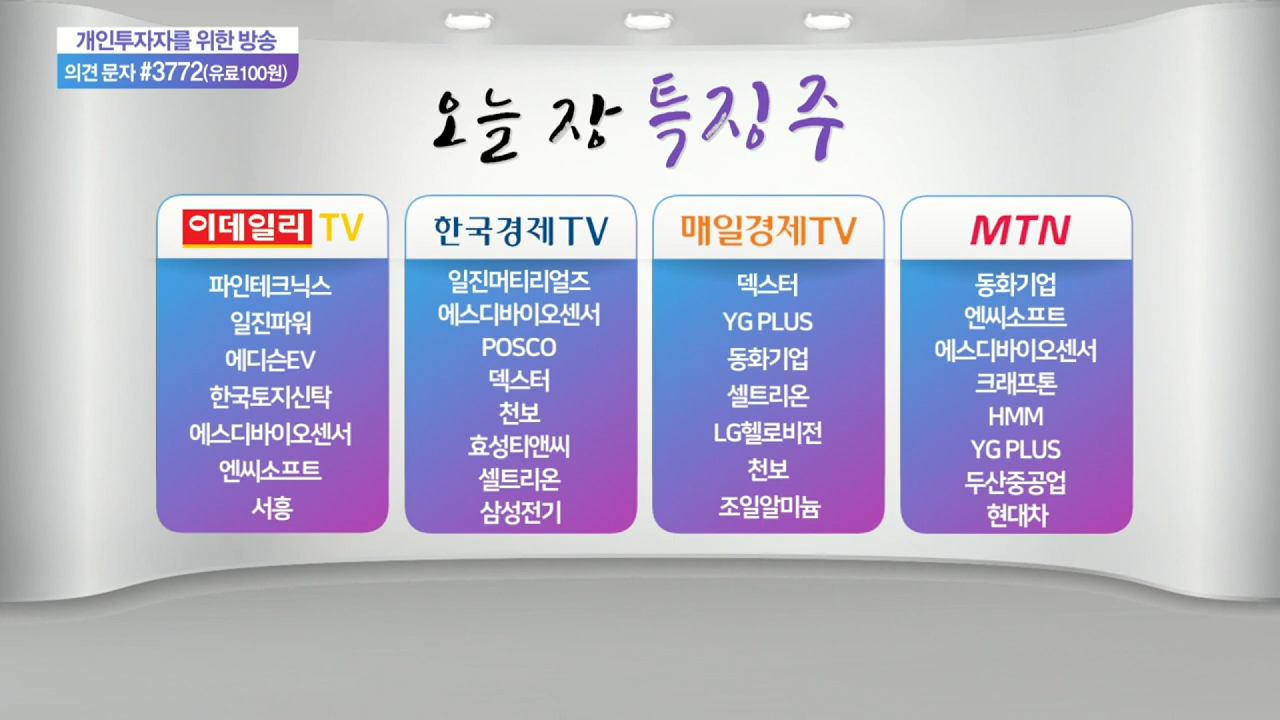 개인투자자를 위한 방송
의견 문자 #3772(유료100원)
오늘 장 특징주
이데일리 TV
파인테크닉스
일진파워
에디슨EV
한국토지신탁
에스디바이오센서
엔씨소프트
서흥
한국경제TV
일진머티리얼즈
에스디바이오센서
POSCO
덱스터
천보
효성티앤씨
셀트리온
삼성전기
매일경제TV
덱스터
YG PLUS
동화기업
셀트리온
LG헬로비전
천보
조일알미늄
MTN
동화기업
엔씨소프트
에스디바이오센서
크래프톤
HMM
YG PLUS
두산중공업
현대차